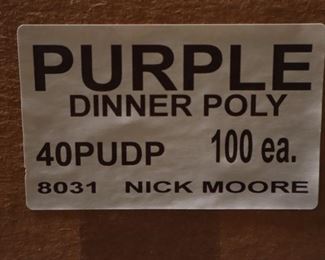 PURPLE
DINNER POLY
40PUDP 100 ea.
8031 NICK MOORE